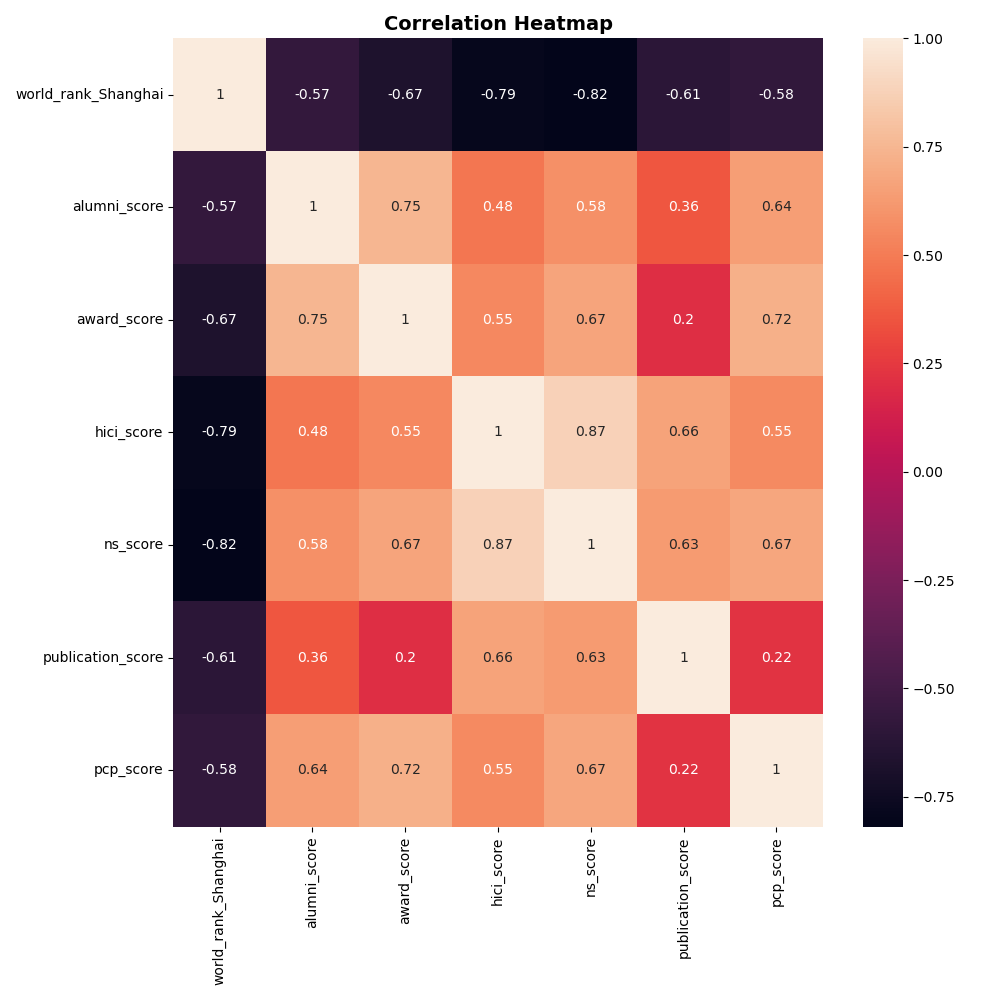 Correlation Heatmap
world_rank_Shanghai 1 -0.57 -0.67 -0.79 -0.82 -0.61 -0.58
alumni_score -0.57 1 0.75 0.48 0.58 0.36 0.64
award_score -0.67 0.75 1 0.55 0.67 0.2 0.72
hici_score -0.79 0.48 0.55 1 0.87 0.66 0.55
ns_score -0.82 0.58 0.67 0.87 1 0.63 0.67
publication_score -0.61 0.36 0.2 0.66 0.63 1 0.22
pcp_score -0.58 0.64 0.72 0.55 0.67 0.22 1
world_rank_Shanghai
alumni_score
award_score
hici_score
ns_score
publication_score
pcp_score
1.00
0.75
0.50
0.25
0.00
−0.25
−0.50
−0.75